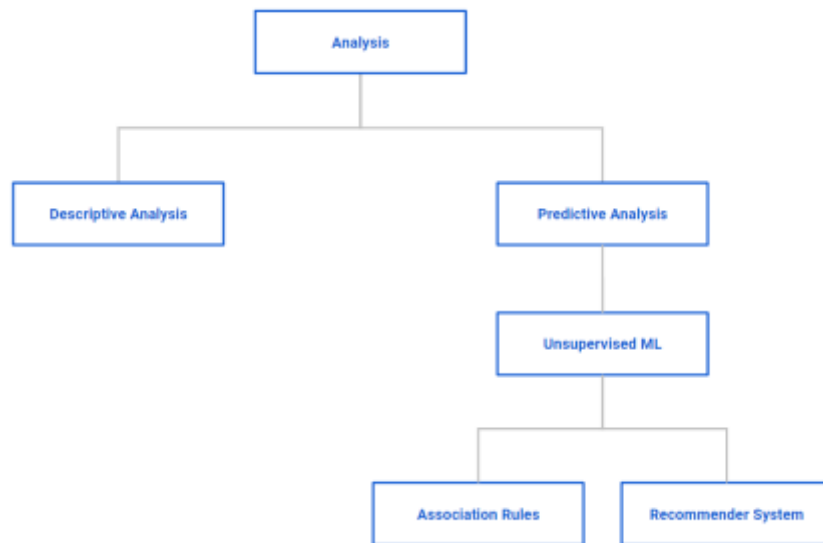 Analysis
Descriptive Analysis
Predictive Analysis
Unsupervised ML
Association Rules
Recommender System